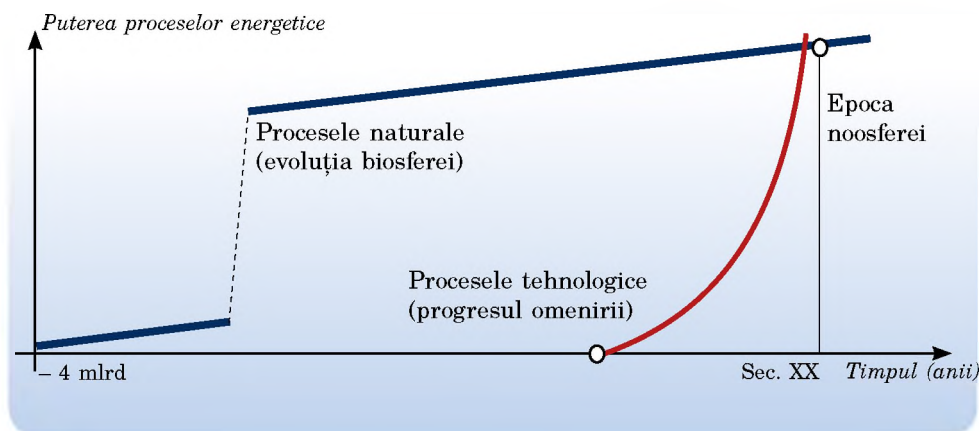 Puterea proceselor energetice
Procesele naturale
(evoluția biosferei)
Epoca
noosferei
Procesele tehnologice
(progresul omenirii)
– 4 mlrd
Sec. XX
Timpul (anii)